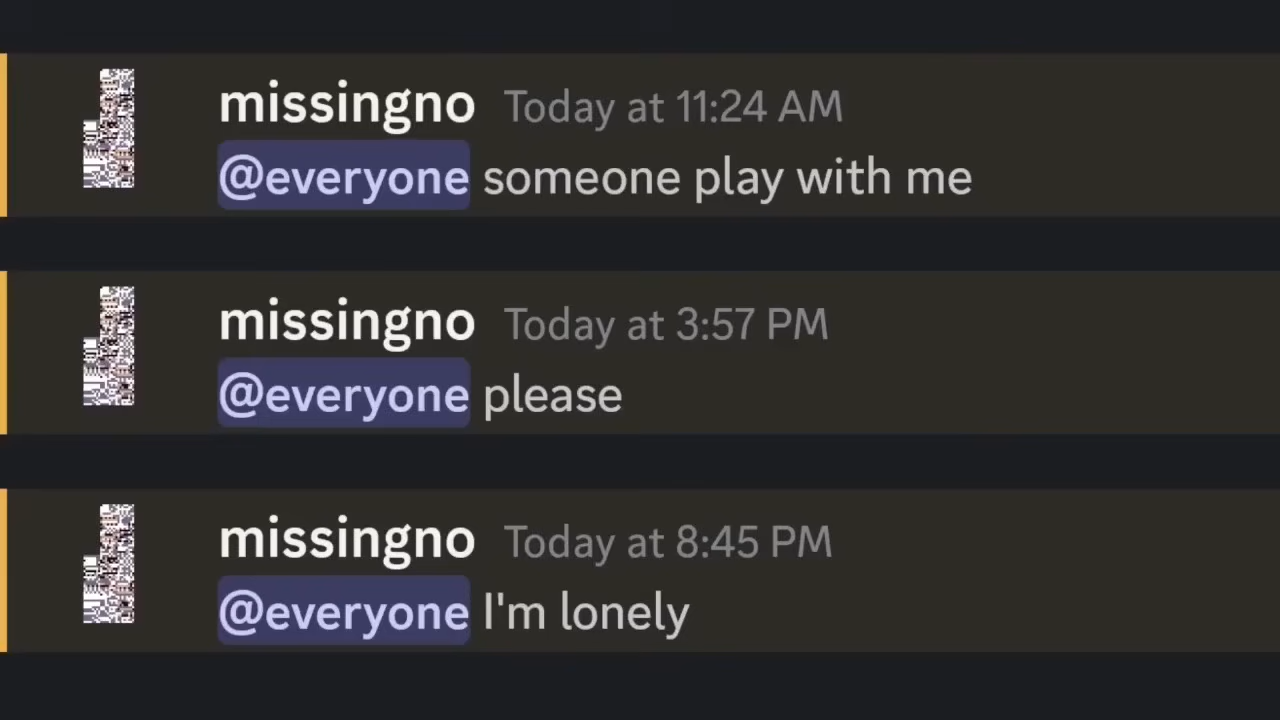 missingno Today at 11:24 AM
@everyone someone play with me
missingno Today at 3:57 PM
@everyone please
missingno Today at 8:45 PM
@everyone I'm lonely